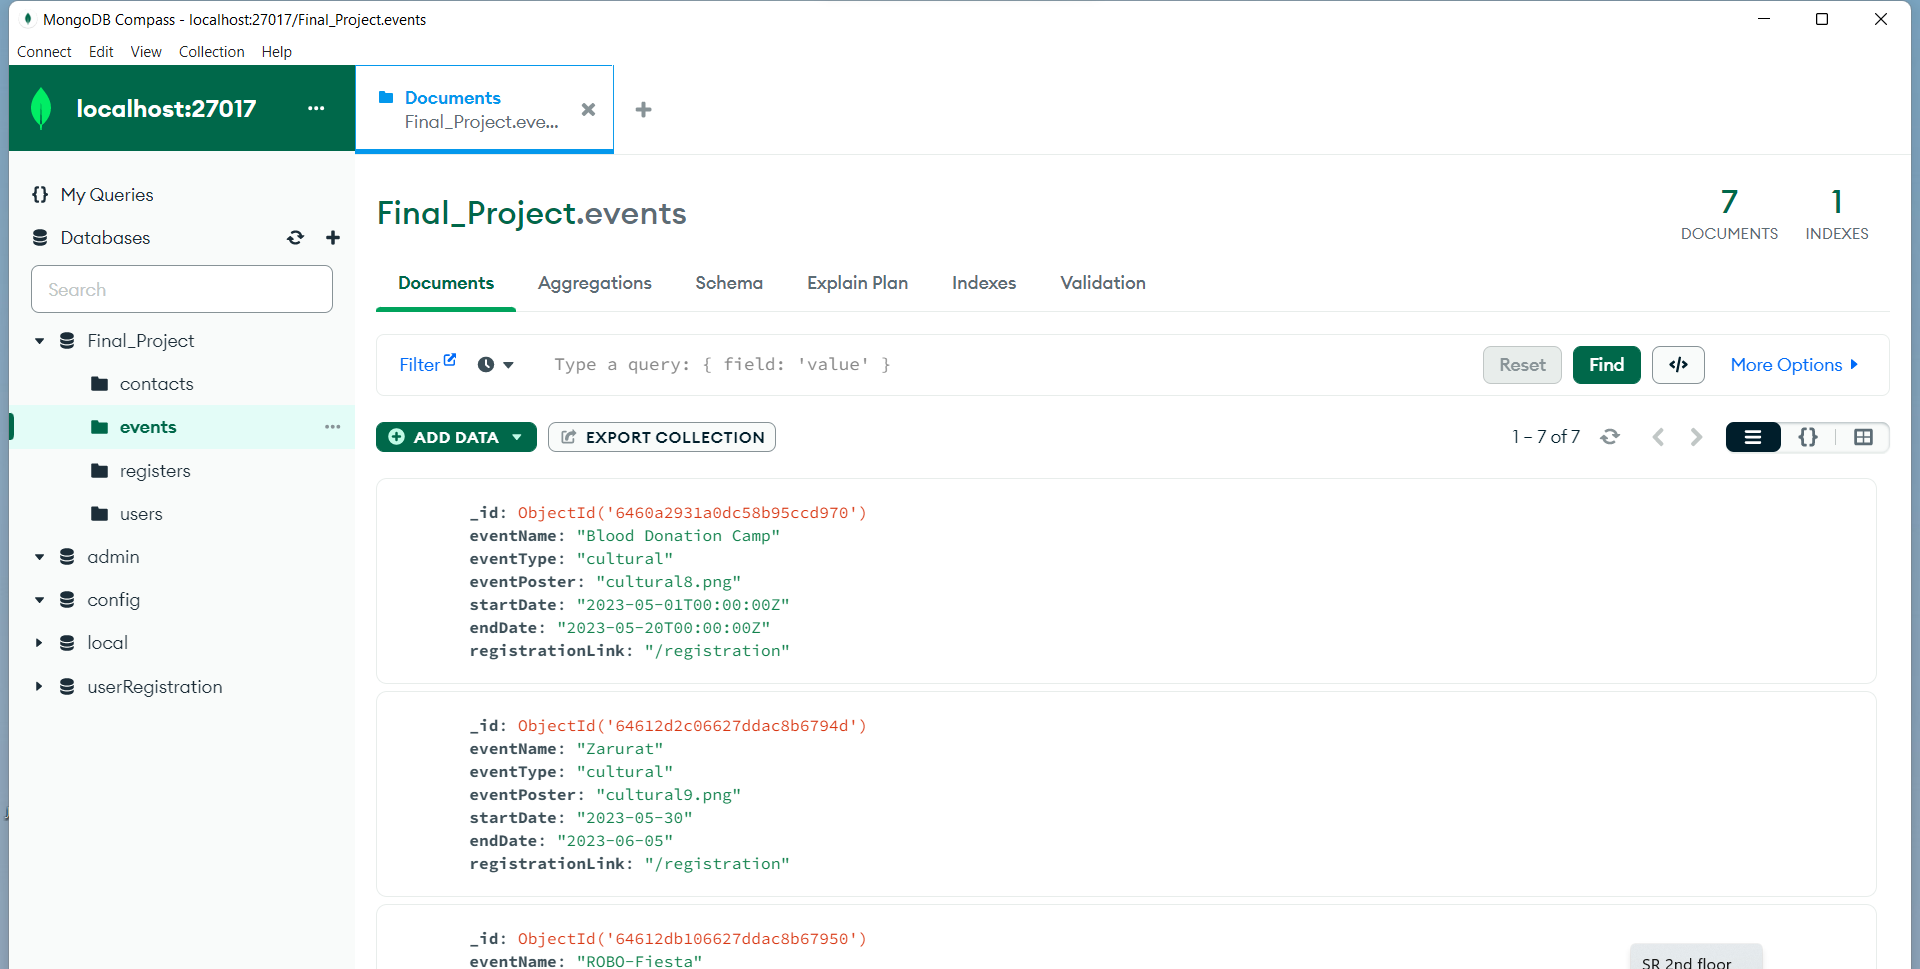 MongoDB Compass - localhost:27017/Final_Project.events
Connect Edit View Collection Help
localhost:27017 ...
Documents
Final_Project.eve...
My Queries
Databases
Search
Final_Project
contacts
events
registers
users
admin
config
local
userRegistration
Final_Project.events
7
DOCUMENTS
1
INDEXES
Documents Aggregations Schema Explain Plan Indexes Validation
Filter Type a query: { field: 'value' } Reset Find </> More Options
ADD DATA EXPORT COLLECTION 1 – 7 of 7 {}
_id: ObjectId('6460a2931a0dc58b95ccd970')
eventName: "Blood Donation Camp"
eventType: "cultural"
eventPoster: "cultural8.png"
startDate: "2023-05-01T00:00:00Z"
endDate: "2023-05-20T00:00:00Z"
registrationLink: "/registration"
_id: ObjectId('64612d2c06627ddac8b6794d')
eventName: "Zarurat"
eventType: "cultural"
eventPoster: "cultural9.png"
startDate: "2023-05-30"
endDate: "2023-06-05"
registrationLink: "/registration"
_id: ObjectId('64612db106627ddac8b67950')
eventName: "ROBO-Fiesta"
SR 2nd floor